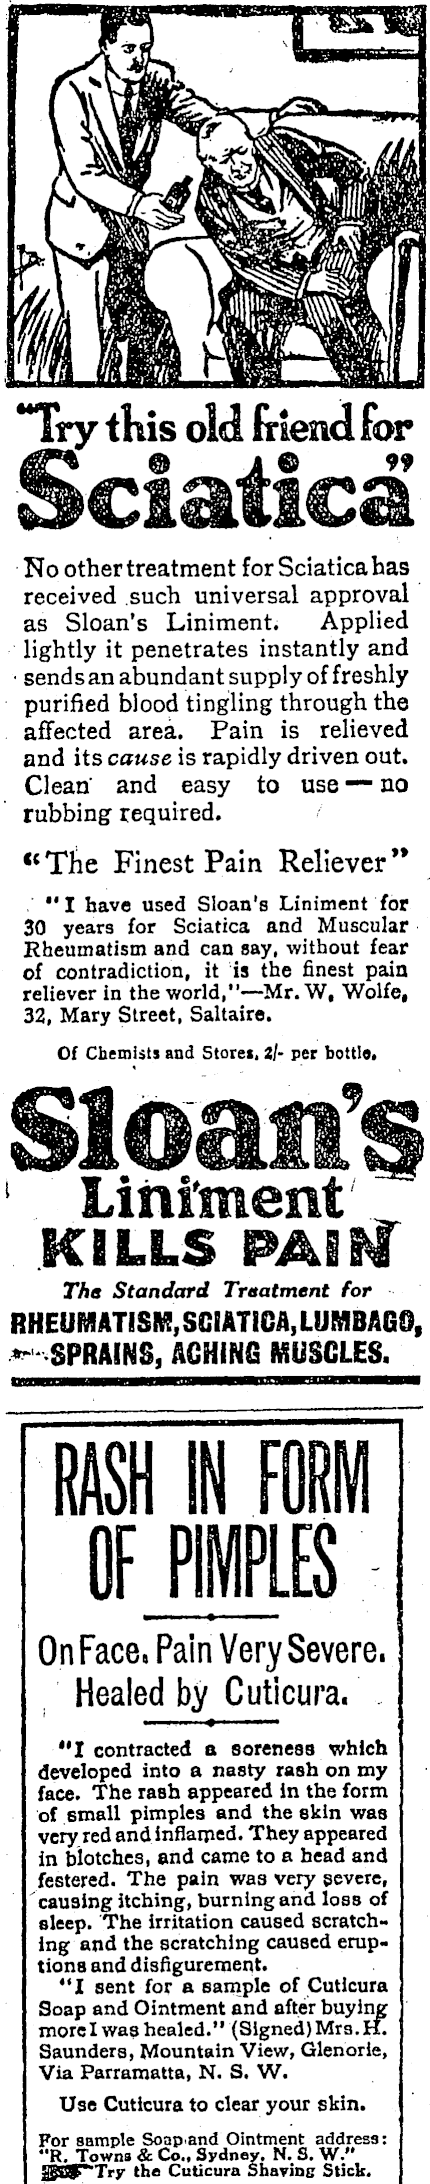 "Try this old friend for
Sciatica"
No other treatment for Sciatica has
received such universal approval
as Sloan's Liniment. Applied
lightly it penetrates instantly and
sends an abundant supply of freshly
purified blood tingling through the
affected area. Pain is relieved
and its cause is rapidly driven out.
Clean and easy to use — no
rubbing required.
"The Finest Pain Reliever"
"I have used Sloan's Liniment for
30 years for Sciatica and Muscular
Rheumatism and can say, without fear
of contradiction, it is the finest pain
reliever in the world,"—Mr. W. Wolfe,
32, Mary Street, Saltaire.
Of Chemists and Stores, 2/- per bottle.
Sloan's
Liniment
KILLS PAIN
The Standard Treatment for
RHEUMATISM, SCIATICA, LUMBAGO,
SPRAINS, ACHING MUSCLES.
RASH IN FORM
OF PIMPLES
On Face. Pain Very Severe.
Healed by Cuticura.
"I contracted a soreness which
developed into a nasty rash on my
face. The rash appeared in the form
of small pimples and the skin was
very red and inflamed. They appeared
in blotches, and came to a head and
festered. The pain was very severe,
causing itching, burning and loss of
sleep. The irritation caused scratch-
ing and the scratching caused erup-
tions and disfigurement.
"I sent for a sample of Cuticura
Soap and Ointment and after buying
more I was healed." (Signed) Mrs. H.
Saunders, Mountain View, Glenorie,
Via Parramatta, N. S. W.
Use Cuticura to clear your skin.
For sample Soap and Ointment address:
"R. Towns & Co., Sydney, N. S. W."
Try the Cuticura Shaving Stick.